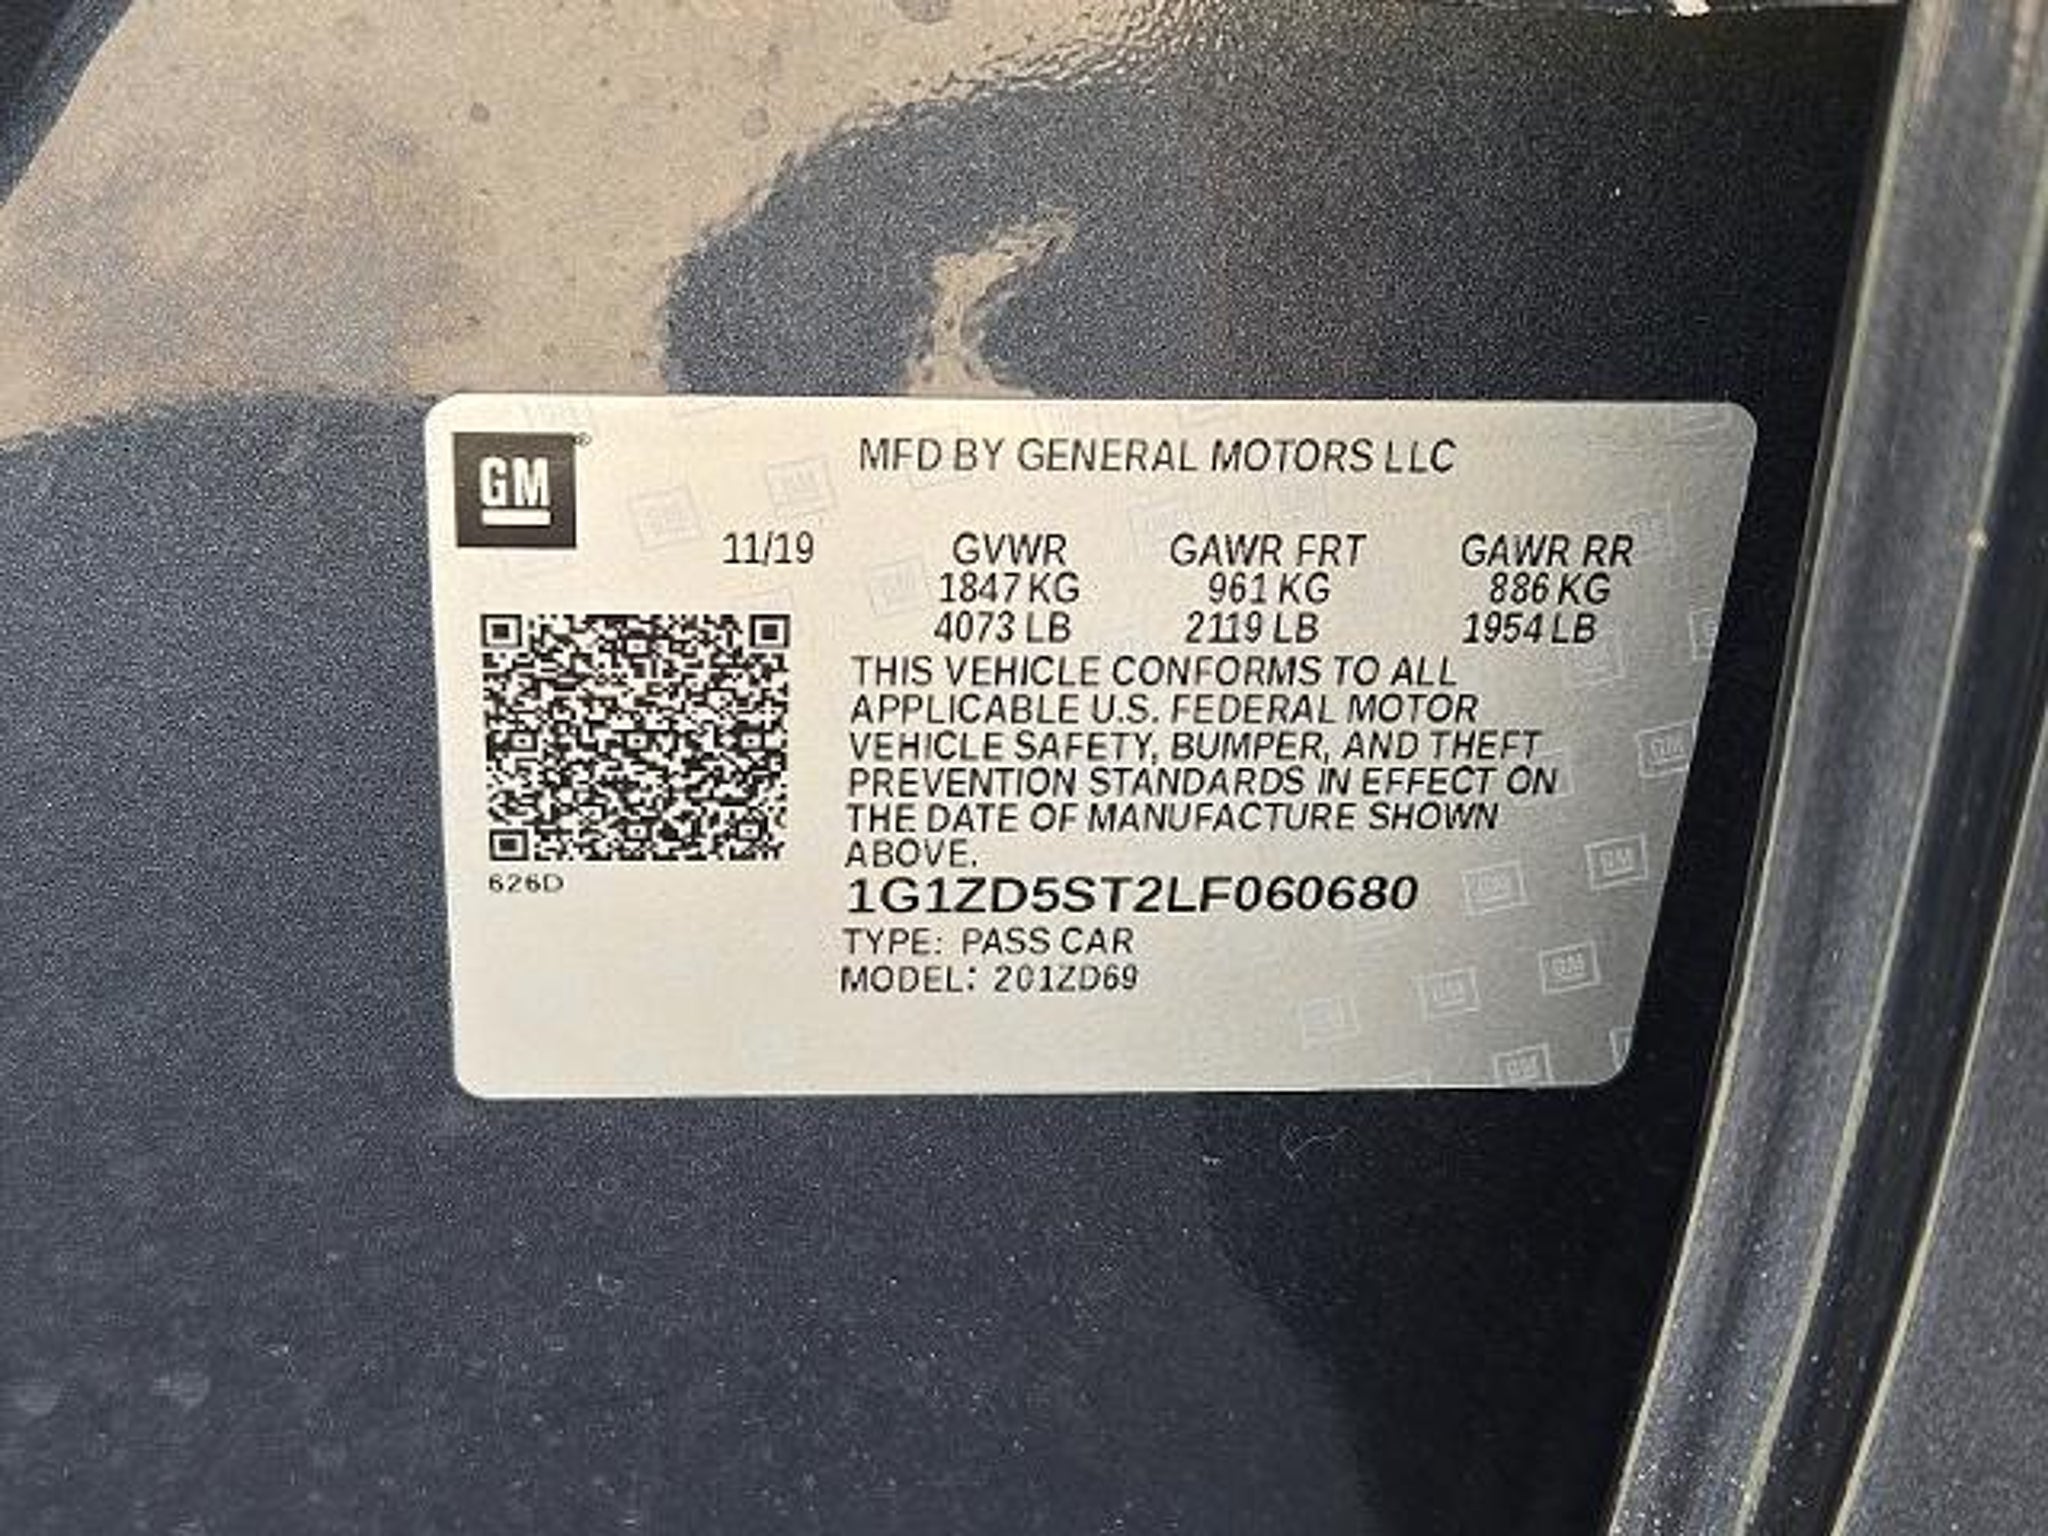 GM
MFD BY GENERAL MOTORS LLC
11/19 GVWR GAWR FRT GAWR RR
1847 KG 961 KG 886 KG
4073 LB 2119 LB 1954 LB
THIS VEHICLE CONFORMS TO ALL
APPLICABLE U.S. FEDERAL MOTOR
VEHICLE SAFETY, BUMPER, AND THEFT
PREVENTION STANDARDS IN EFFECT ON
THE DATE OF MANUFACTURE SHOWN
ABOVE.
626D
1G1ZD5ST2LF060680
TYPE: PASS CAR
MODEL: 201ZD69